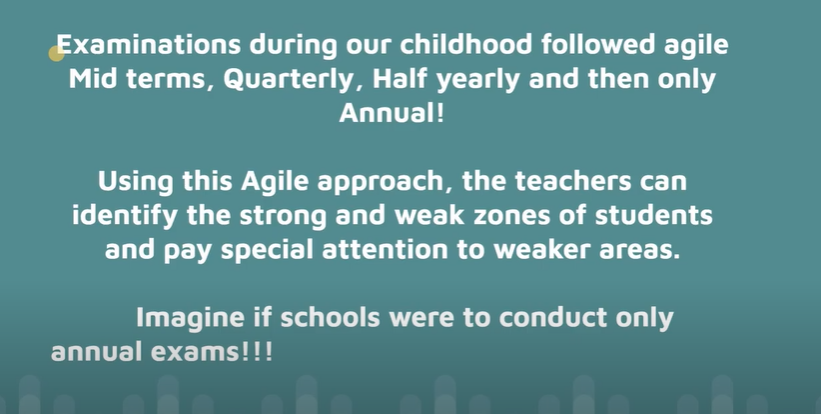 Examinations during our childhood followed agile
Mid terms, Quarterly, Half yearly and then only
Annual!
Using this Agile approach, the teachers can
identify the strong and weak zones of students
and pay special attention to weaker areas.
Imagine if schools were to conduct only
annual exams!!!